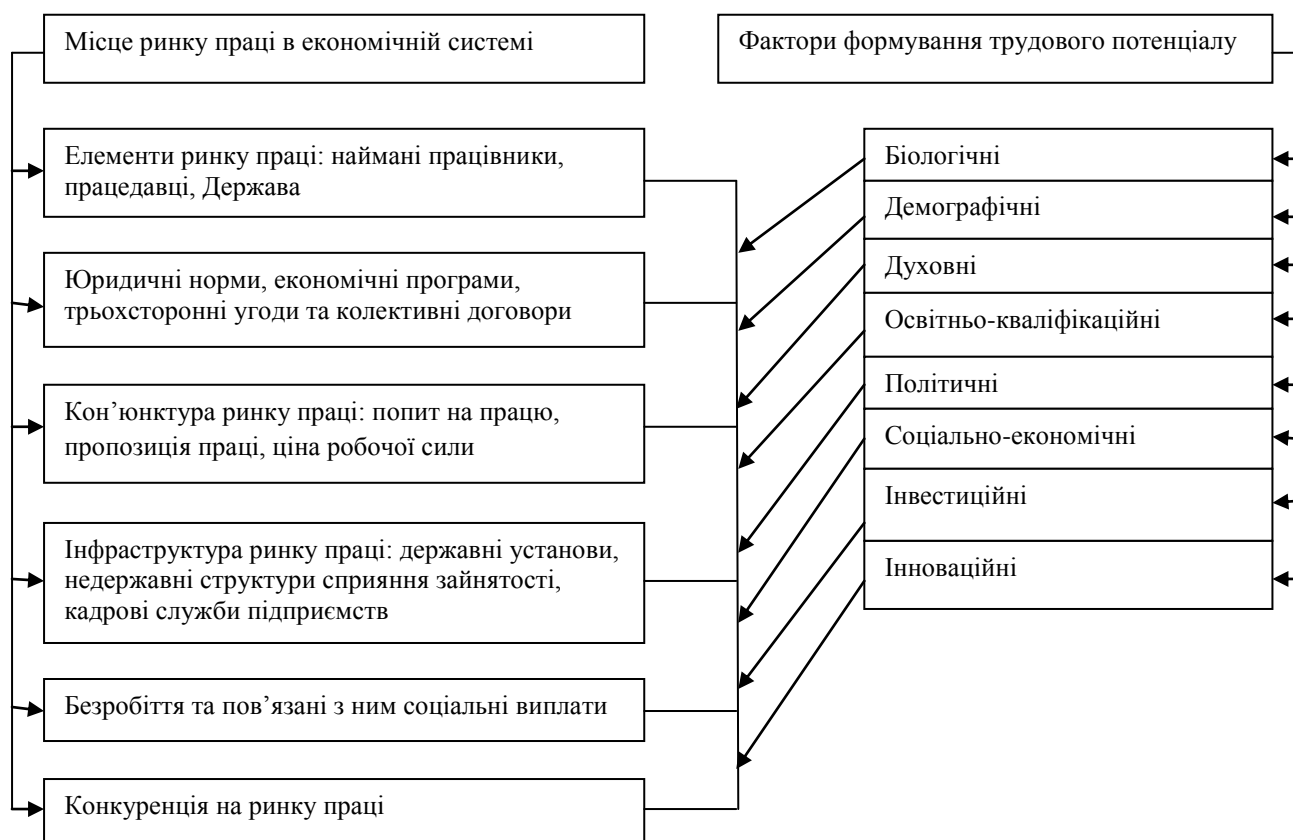 Місце ринку праці в економічній системі
Фактори формування трудового потенціалу
Елементи ринку праці: наймані працівники,
працедавці, Держава
Юридичні норми, економічні програми,
трьохсторонні угоди та колективні договори
Кон’юнктура ринку праці: попит на працю,
пропозиція праці, ціна робочої сили
Інфраструктура ринку праці: державні установи,
недержавні структури сприяння зайнятості,
кадрові служби підприємств
Безробіття та пов’язані з ним соціальні виплати
Конкуренція на ринку праці
Біологічні
Демографічні
Духовні
Освітньо-кваліфікаційні
Політичні
Соціально-економічні
Інвестиційні
Інноваційні